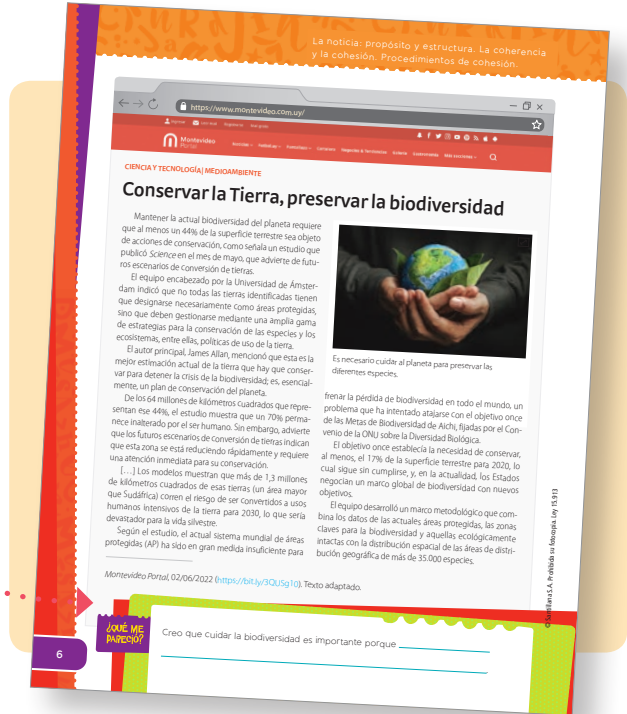 La noticia: propósito y estructura. La coherencia
y la cohesión. Procedimientos de cohesión.
https://www.montevideo.com.uy/
Montevideo
Portal
CIENCIA Y TECNOLOGÍA| MEDIOAMBIENTE
Conservar la Tierra, preservar la biodiversidad
Mantener la actual biodiversidad del planeta requiere
que al menos un 44% de la superficie terrestre sea objeto
de acciones de conservación, como señala un estudio que
publicó Science en el mes de mayo, que advierte de futu-
ros escenarios de conversión de tierras.
El equipo encabezado por la Universidad de Ámster-
dam indicó que no todas las tierras identificadas tienen
que designarse necesariamente como áreas protegidas,
sino que deben gestionarse mediante una amplia gama
de estrategias para la conservación de las especies y los
ecosistemas, entre ellas, políticas de uso de la tierra.
El autor principal, James Allan, mencionó que esta es la
mejor estimación actual de la tierra que hay que conser-
var para detener la crisis de la biodiversidad; es, esencial-
mente, un plan de conservación del planeta.
De los 64 millones de kilómetros cuadrados que repre-
sentan ese 44%, el estudio muestra que un 70% perma-
nece inalterado por el ser humano. Sin embargo, advierte
que los futuros escenarios de conversión de tierras indican
que esta zona se está reduciendo rápidamente y requiere
una atención inmediata para su conservación.
[…] Los modelos muestran que más de 1,3 millones
de kilómetros cuadrados de esas tierras (un área mayor
que Sudáfrica) corren el riesgo de ser convertidos a usos
humanos intensivos de la tierra para 2030, lo que sería
devastador para la vida silvestre.
Según el estudio, el actual sistema mundial de áreas
protegidas (AP) ha sido en gran medida insuficiente para
Es necesario cuidar al planeta para preservar las
diferentes especies.
frenar la pérdida de biodiversidad en todo el mundo, un
problema que ha intentado atajarse con el objetivo once
de las Metas de Biodiversidad de Aichi, fijadas por el Con-
venio de la ONU sobre la Diversidad Biológica.
El objetivo once establecía la necesidad de conservar,
al menos, el 17% de la superficie terrestre para 2020, lo
cual sigue sin cumplirse, y, en la actualidad, los Estados
negocian un marco global de biodiversidad con nuevos
objetivos.
El equipo desarrolló un marco metodológico que com-
bina los datos de las actuales áreas protegidas, las zonas
claves para la biodiversidad y aquellas ecológicamente
intactas con la distribución espacial de las áreas de distri-
bución geográfica de más de 35.000 especies.
Montevideo Portal, 02/06/2022 (https://bit.ly/3QU5g10). Texto adaptado.
© Santillana S. A. Prohibida su fotocopia. Ley 15.913
¿QUÉ ME
PARECIÓ?
Creo que cuidar la biodiversidad es importante porque
6